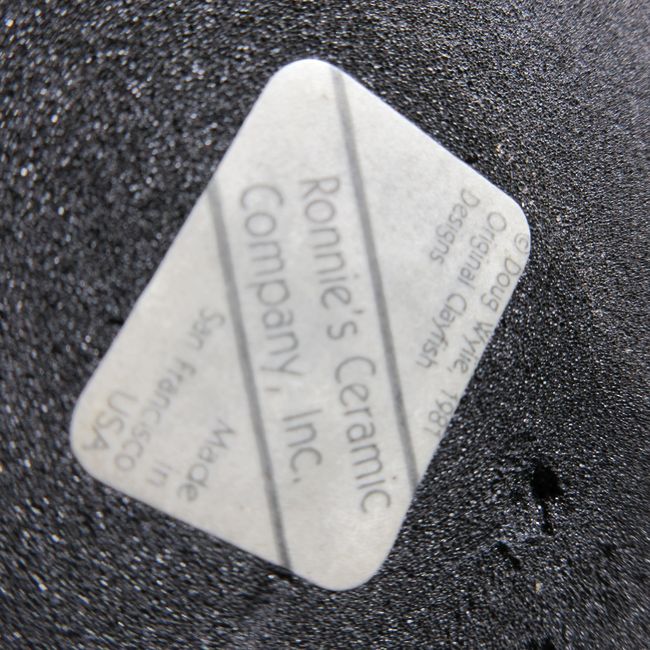 © Doug Wylie, 1981
Original Clayfish
Designs
Ronnie's Ceramic
Company, Inc.
Made
in
San Francisco
USA